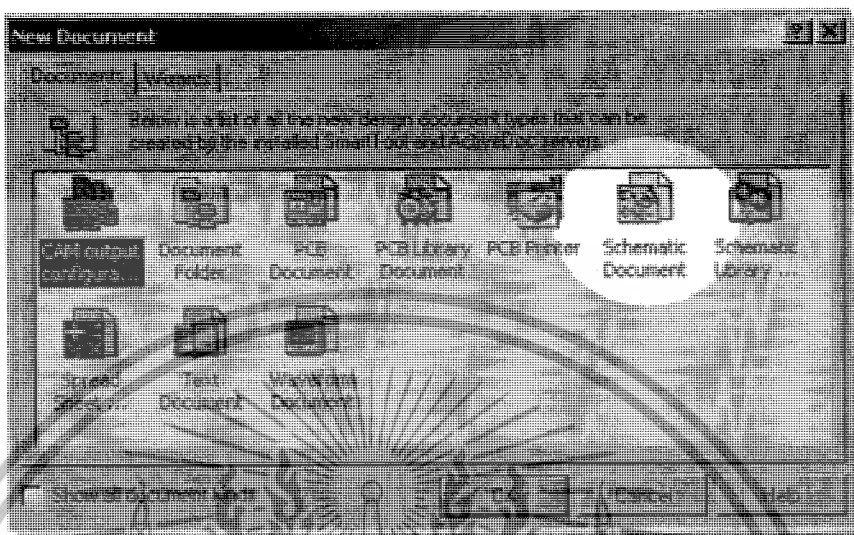 New Document
Documents Wizards
Below is a list of all the new design document types that can be
created by the installed SmartTool and ActiveDoc servers.
CAM output configura... Document Folder PCB Document PCB Library Document PCB Printer Schematic Document Schematic Library ...
Spread Sheet ... Text Document Waveform Document
Show all document kinds
OK Cancel Help